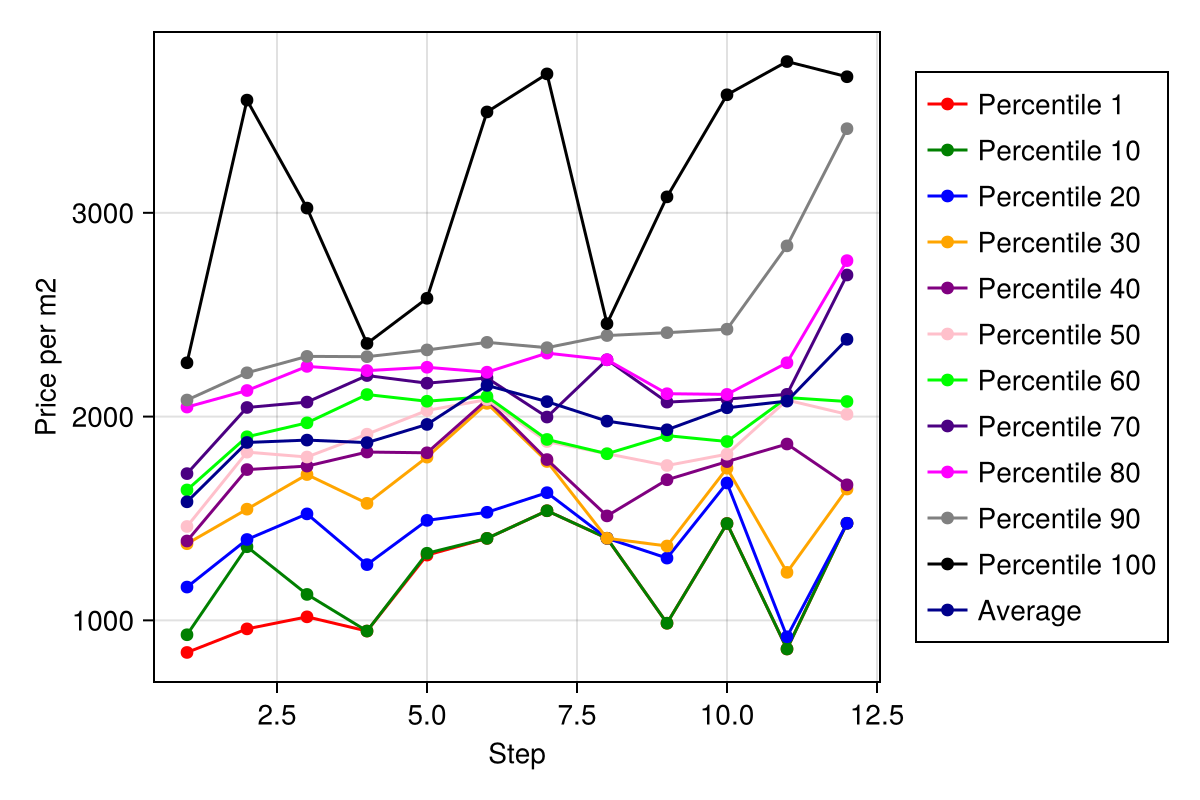 3000
2000
1000
Price per m2
2.5 5.0 7.5 10.0 12.5
Step
Percentile 1
Percentile 10
Percentile 20
Percentile 30
Percentile 40
Percentile 50
Percentile 60
Percentile 70
Percentile 80
Percentile 90
Percentile 100
Average